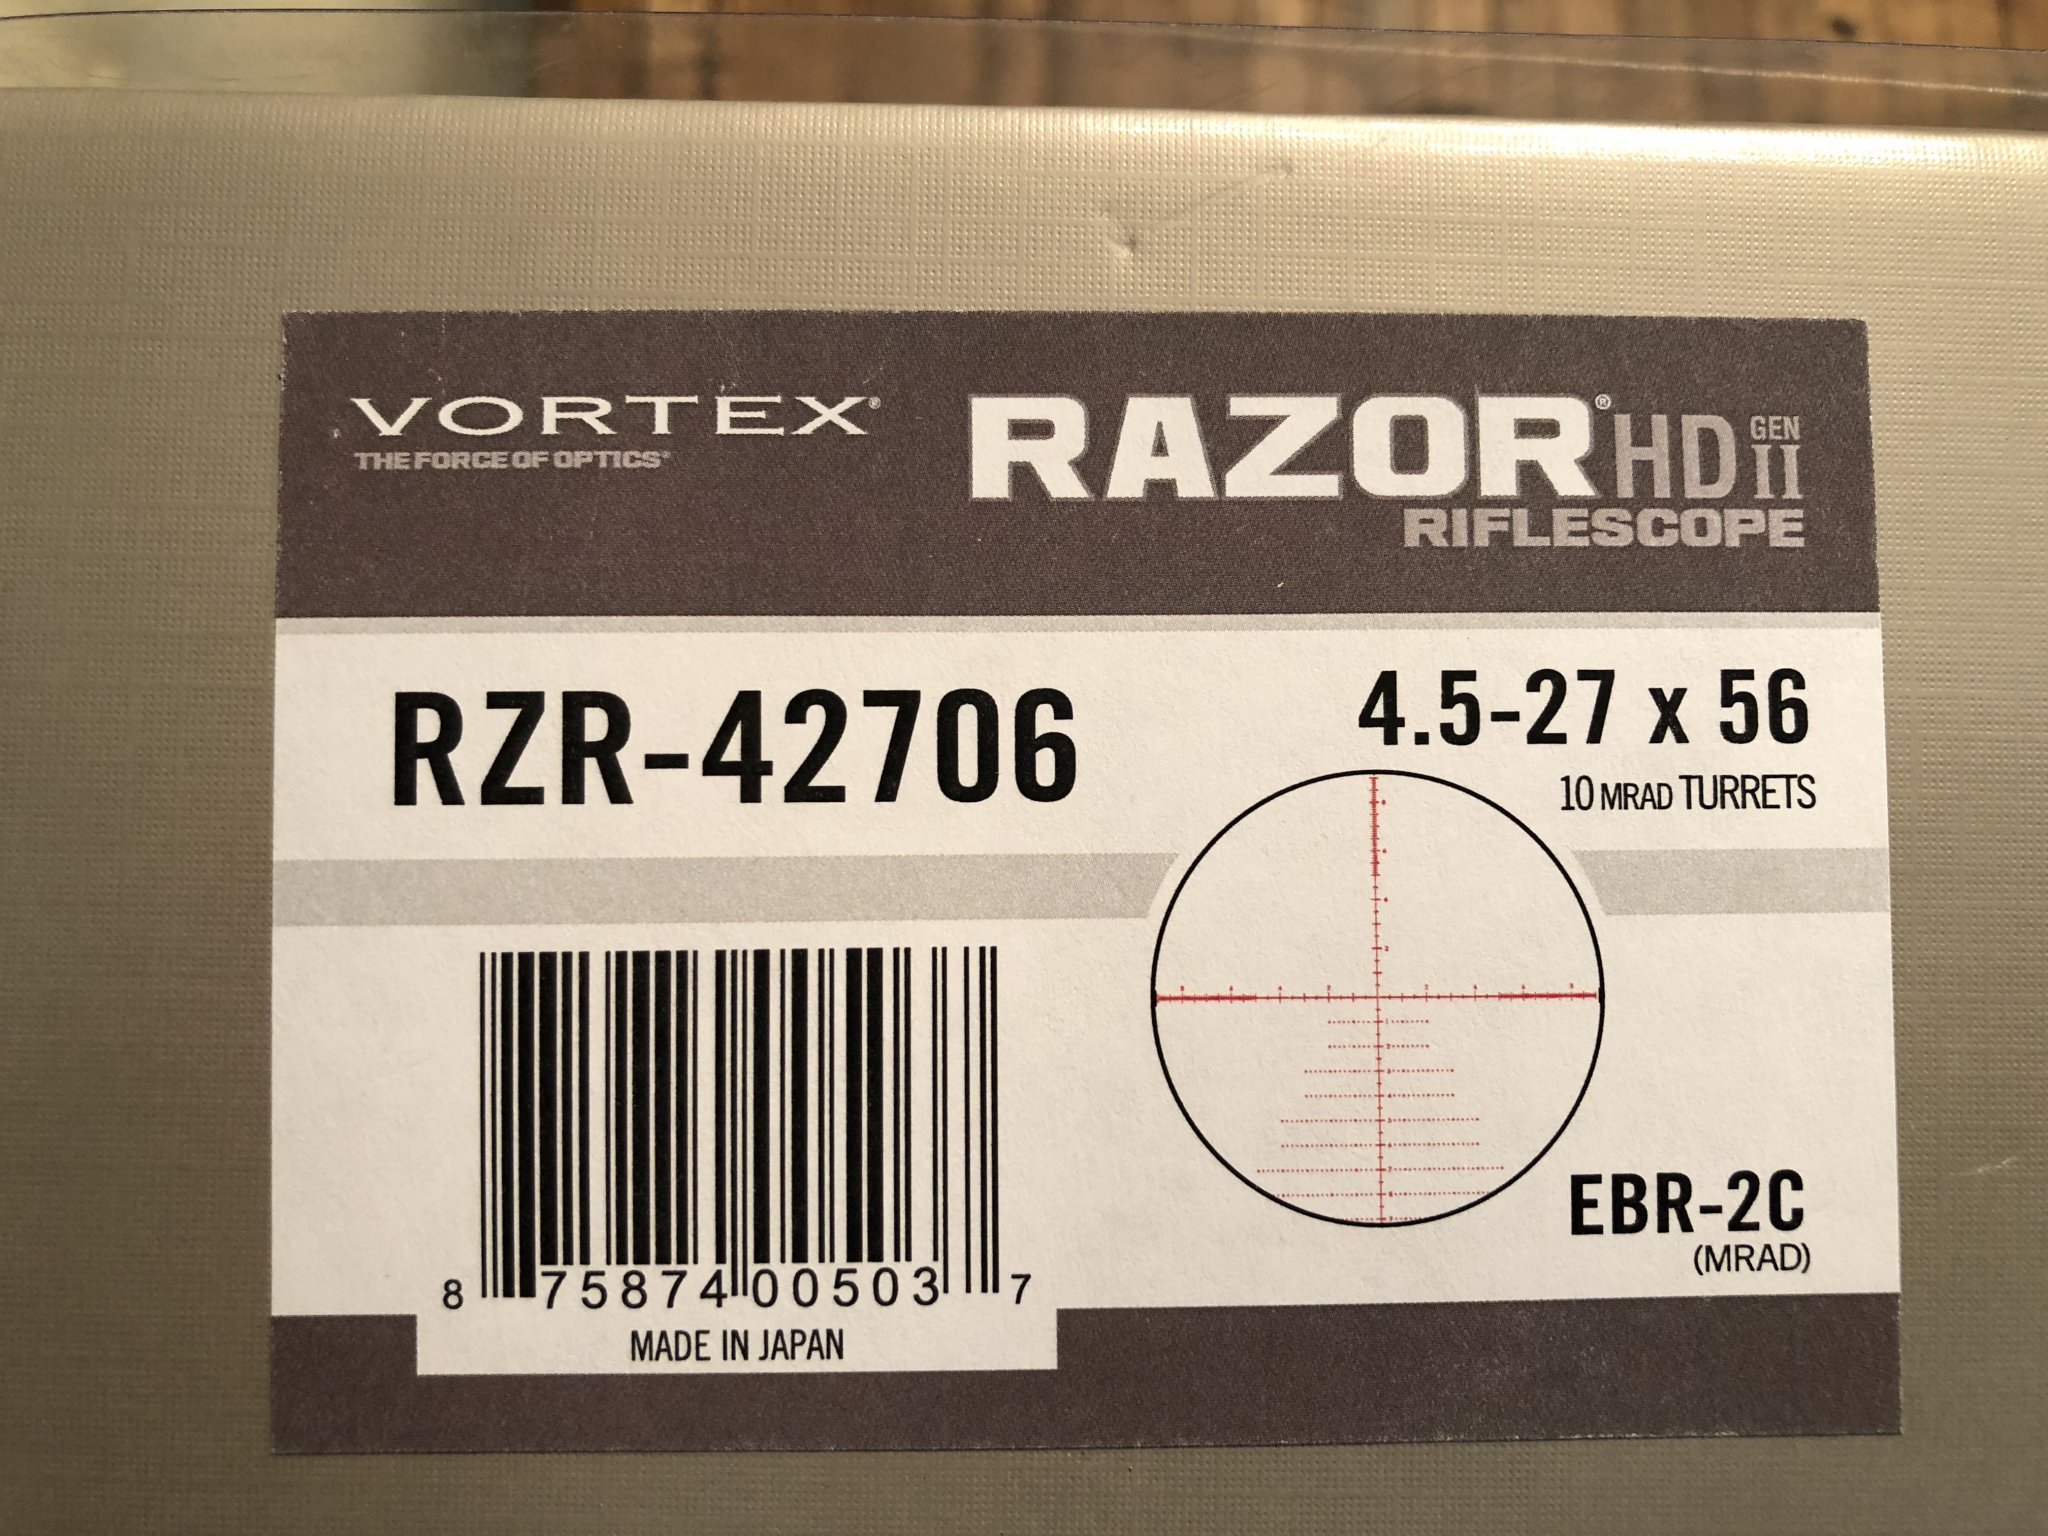 VORTEX®
THE FORCE OF OPTICS®
RAZOR® HD GEN II
RIFLESCOPE
RZR-42706
4.5-27 x 56
10 MRAD TURRETS
EBR-2C
(MRAD)
8 75874 00503 7
MADE IN JAPAN